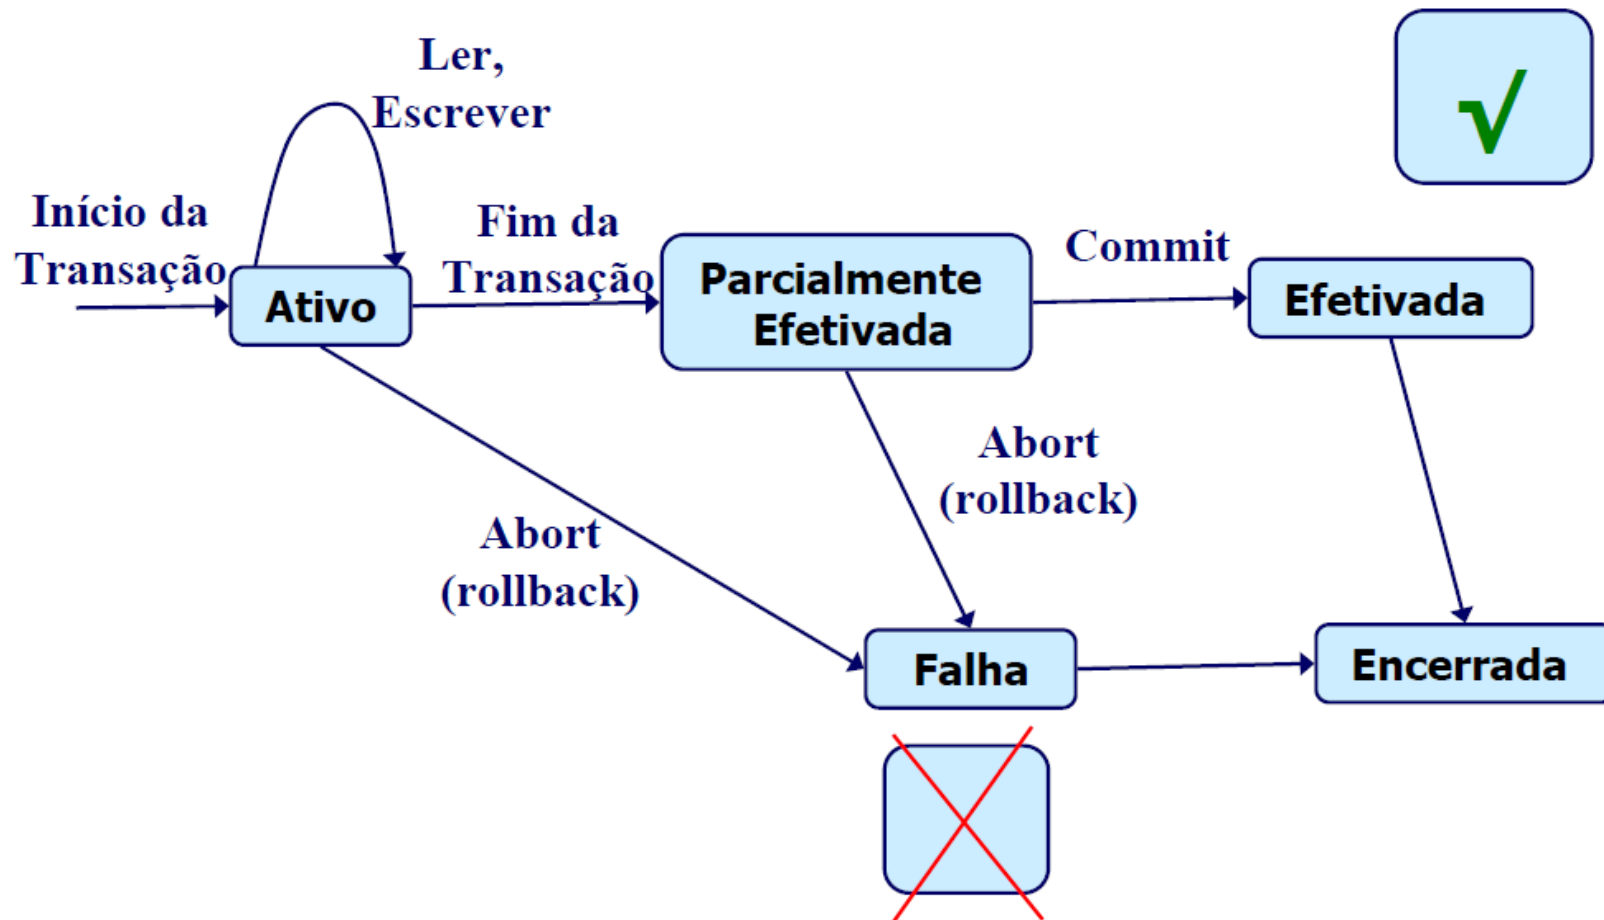 Ler,
Escrever
Início da
Transação
Fim da
Transação
Commit
Ativo
Parcialmente
Efetivada
Efetivada
Abort
(rollback)
Abort
(rollback)
Falha
Encerrada
√